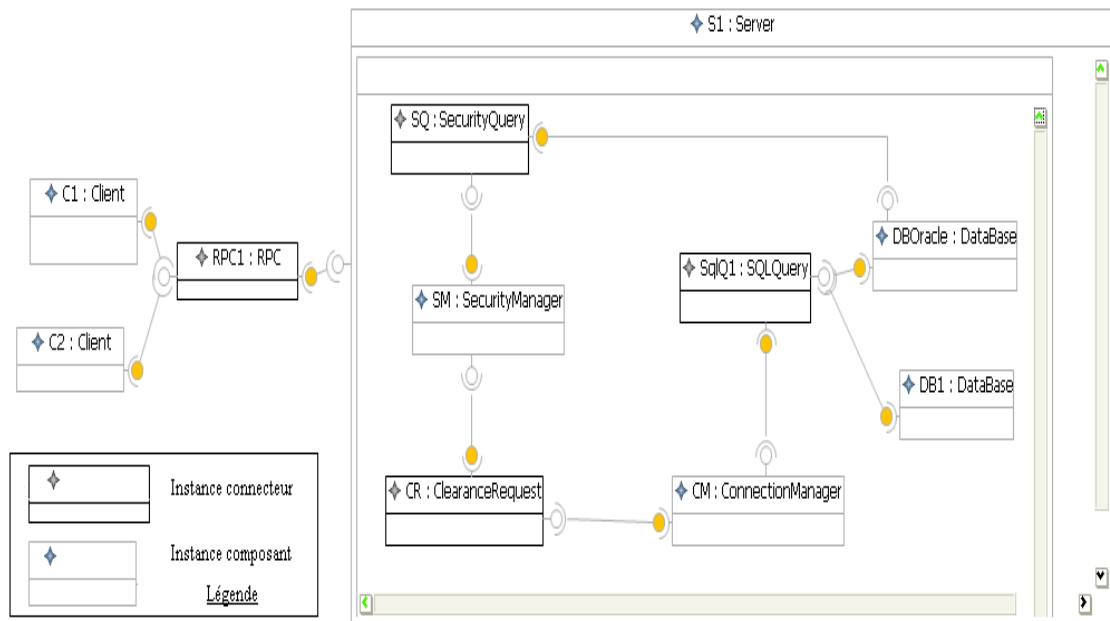 S1 : Server
SQ : SecurityQuery
C1 : Client
RPC1 : RPC
DBOracle : DataBase
SqlQ1 : SQLQuery
SM : SecurityManager
C2 : Client
DB1 : DataBase
CR : ClearanceRequest
CM : ConnectionManager
Instance connecteur
Instance composant
Légende